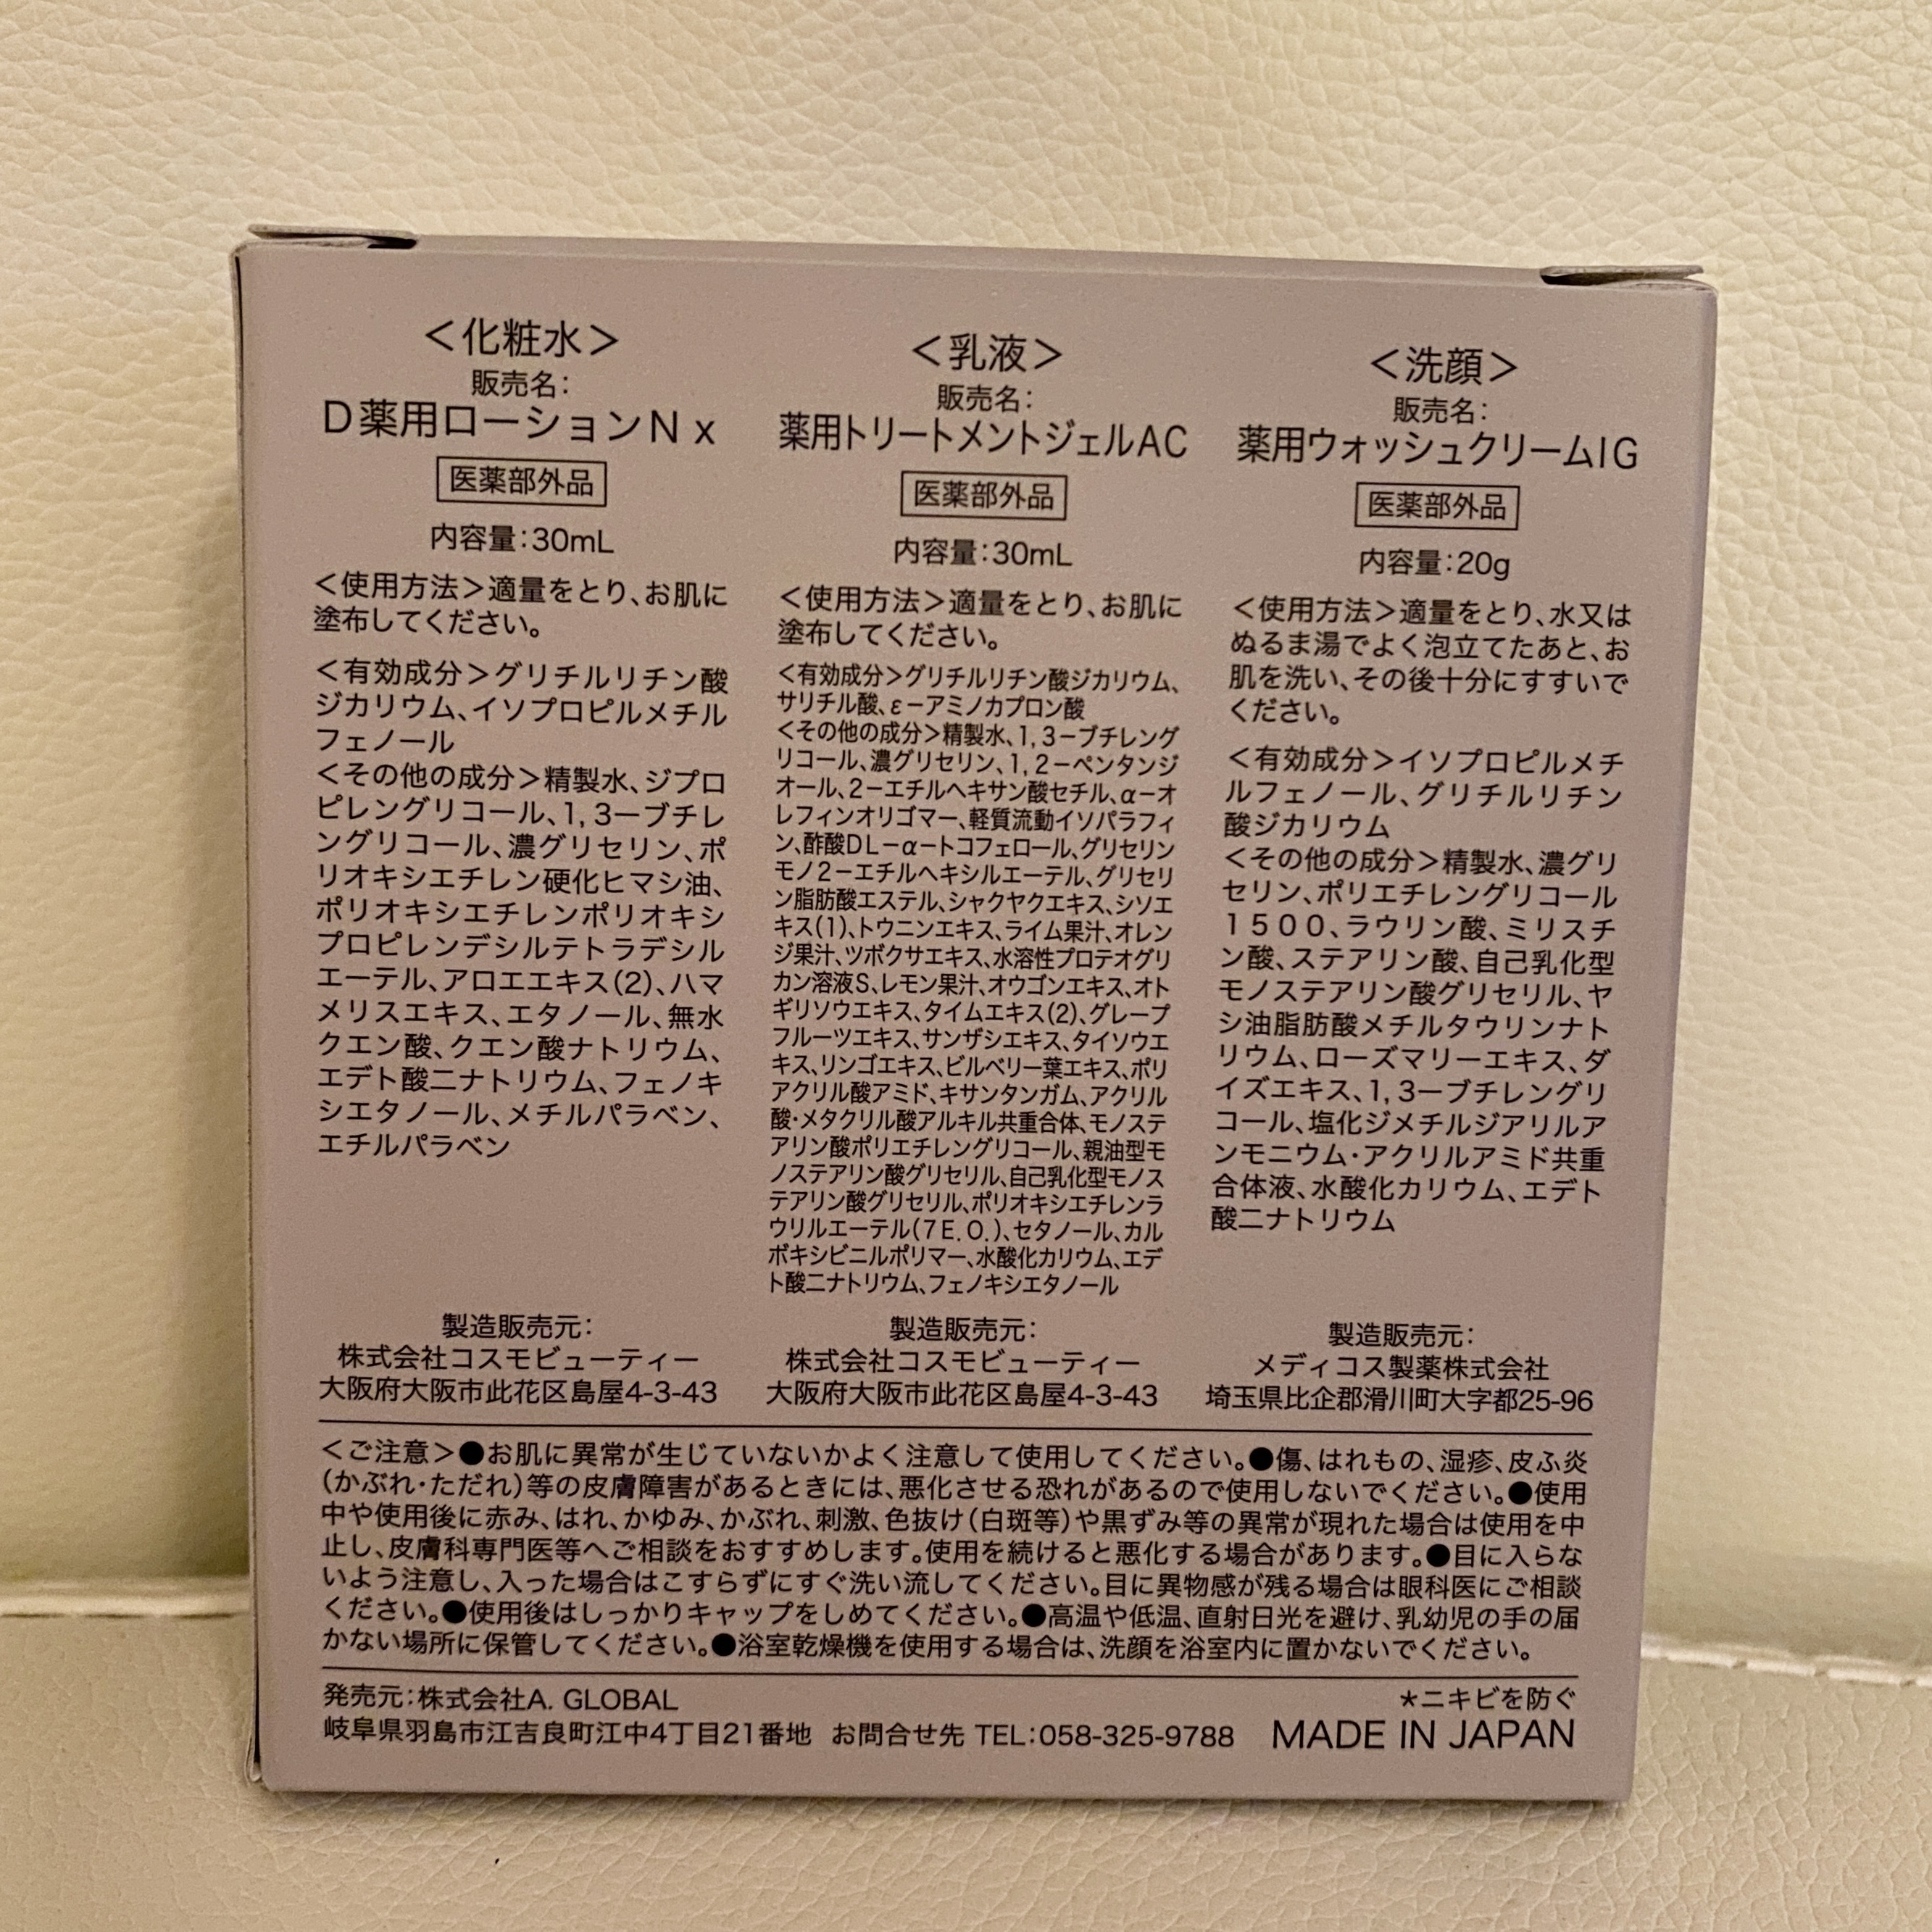 ＜化粧水＞
販売名：
D薬用ローションＮｘ
医薬部外品
内容量：30mL
＜使用方法＞適量をとり、お肌に
塗布してください。
＜有効成分＞グリチルリチン酸
ジカリウム、イソプロピルメチル
フェノール
＜その他の成分＞精製水、ジプロ
ピレングリコール、1,3ーブチレ
ングリコール、濃グリセリン、ポ
リオキシエチレン硬化ヒマシ油、
ポリオキシエチレンポリオキシ
プロピレンデシルテトラデシル
エーテル、アロエエキス(2)、ハマ
メリスエキス、エタノール、無水
クエン酸、クエン酸ナトリウム、
エデト酸二ナトリウム、フェノキ
シエタノール、メチルパラベン、
エチルパラベン
製造販売元：
株式会社コスモビューティー
大阪府大阪市此花区島屋4-3-43
＜乳液＞
販売名：
薬用トリートメントジェルAC
医薬部外品
内容量：30mL
＜使用方法＞適量をとり、お肌に
塗布してください。
＜有効成分＞グリチルリチン酸ジカリウム、
サリチル酸、ε－アミノカプロン酸
＜その他の成分＞精製水、1,3－ブチレング
リコール、濃グリセリン、1,2－ペンタンジ
オール、2－エチルヘキサン酸セチル、α－オ
レフィンオリゴマー、軽質流動イソパラフィ
ン、酢酸DL－α－トコフェロール、グリセリン
モノ2－エチルヘキシルエーテル、グリセリ
ン脂肪酸エステル、シャクヤクエキス、シソエ
キス(1)、トウニンエキス、ライム果汁、オレン
ジ果汁、ツボクサエキス、水溶性プロテオグリ
カン溶液S、レモン果汁、オウゴンエキス、オト
ギリソウエキス、タイムエキス(2)、グレープ
フルーツエキス、サンザシエキス、タイソウエ
キス、リンゴエキス、ビルベリー葉エキス、ポリ
アクリル酸アミド、キサンタンガム、アクリル
酸・メタクリル酸アルキル共重合体、モノステ
アリン酸ポリエチレングリコール、親油型モ
ノステアリン酸グリセリル、自己乳化型モノス
テアリン酸グリセリル、ポリオキシエチレンラ
ウリルエーテル(7E.O.)、セタノール、カル
ボキシビニルポリマー、水酸化カリウム、エデ
ト酸二ナトリウム、フェノキシエタノール
製造販売元：
株式会社コスモビューティー
大阪府大阪市此花区島屋4-3-43
＜洗顔＞
販売名：
薬用ウォッシュクリームIG
医薬部外品
内容量：20g
＜使用方法＞適量をとり、水又は
ぬるま湯でよく泡立てたあと、お
肌を洗い、その後十分にすすいで
ください。
＜有効成分＞イソプロピルメチ
ルフェノール、グリチルリチン
酸ジカリウム
＜その他の成分＞精製水、濃グリ
セリン、ポリエチレングリコール
１５００、ラウリン酸、ミリスチ
ン酸、ステアリン酸、自己乳化型
モノステアリン酸グリセリル、ヤ
シ油脂肪酸メチルタウリンナト
リウム、ローズマリーエキス、ダ
イズエキス、1,3ーブチレングリ
コール、塩化ジメチルジアリルア
ンモニウム・アクリルアミド共重
合体液、水酸化カリウム、エデト
酸二ナトリウム
製造販売元：
メディコス製薬株式会社
埼玉県比企郡滑川町大字都25-96
＜ご注意＞●お肌に異常が生じていないかよく注意して使用してください。●傷、はれもの、湿疹、皮ふ炎
(かぶれ・ただれ)等の皮膚障害があるときには、悪化させる恐れがあるので使用しないでください。●使用
中や使用後に赤み、はれ、かゆみ、かぶれ、刺激、色抜け(白斑等)や黒ずみ等の異常が現れた場合は使用を中
止し、皮膚科専門医等へご相談をおすすめします。使用を続けると悪化する場合があります。●目に入らな
いよう注意し、入った場合はこすらずにすぐ洗い流してください。目に異物感が残る場合は眼科医にご相談
ください。●使用後はしっかりキャップをしめてください。●高温や低温、直射日光を避け、乳幼児の手の届
かない場所に保管してください。●浴室乾燥機を使用する場合は、洗顔を浴室内に置かないでください。
発売元：株式会社A. GLOBAL
岐阜県羽島市江吉良町江中4丁目21番地 お問合せ先 TEL：058-325-9788
＊ニキビを防ぐ
MADE IN JAPAN